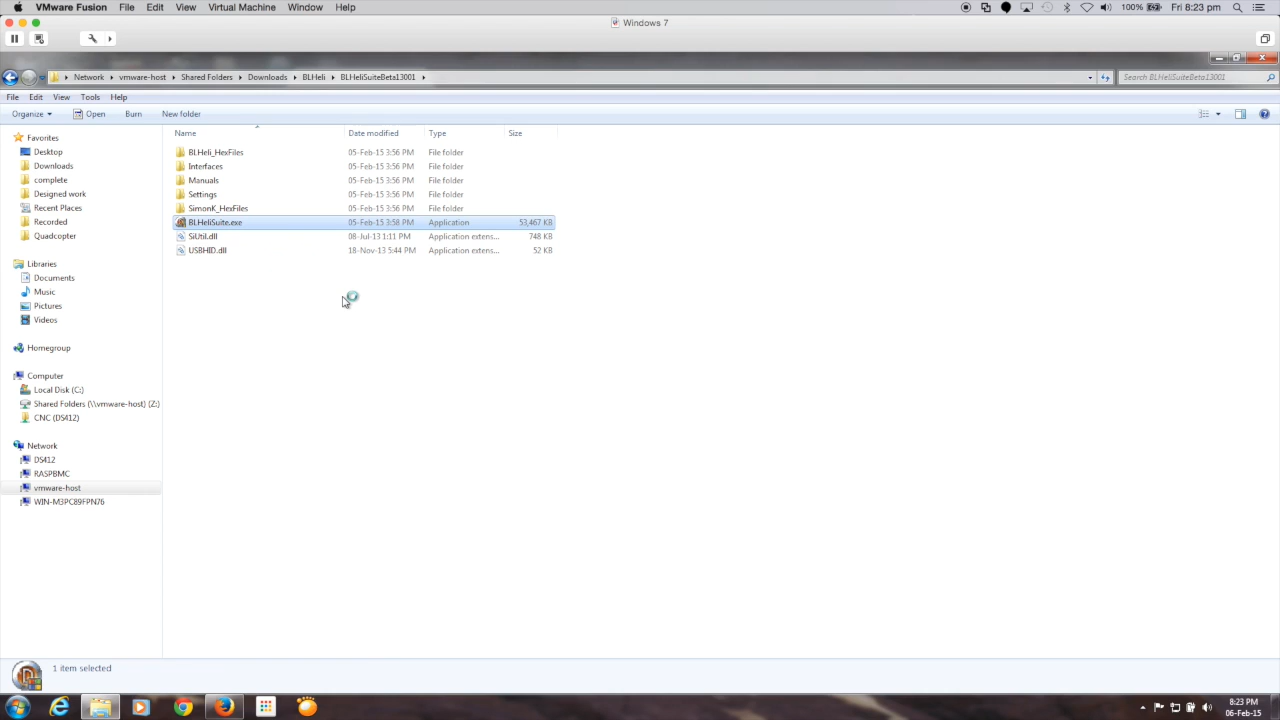 VMware Fusion File Edit View Virtual Machine Window Help 100% Fri 8:23 pm
Windows 7
Network vmware-host Shared Folders Downloads BLHeli BLHeliSuiteBeta13001 Search BLHeliSuiteBeta13001
File Edit View Tools Help
Organize Open Burn New folder
Name Date modified Type Size
Favorites
Desktop
Downloads
complete
Designed work
Recent Places
Recorded
Quadcopter
Libraries
Documents
Music
Pictures
Videos
Homegroup
Computer
Local Disk (C:)
Shared Folders (\\vmware-host) (Z:)
CNC (DS412)
Network
DS412
RASPBMC
vmware-host
WIN-M3PC89FPN76
BLHeli_HexFiles 05-Feb-15 3:56 PM File folder
Interfaces 05-Feb-15 3:56 PM File folder
Manuals 05-Feb-15 3:56 PM File folder
Settings 05-Feb-15 3:56 PM File folder
SimonK_HexFiles 05-Feb-15 3:56 PM File folder
BLHeliSuite.exe 05-Feb-15 3:58 PM Application 53,467 KB
SiUtil.dll 08-Jul-13 1:11 PM Application extens... 748 KB
USBHID.dll 18-Nov-13 5:44 PM Application extens... 52 KB
1 item selected
8:23 PM
06-Feb-15